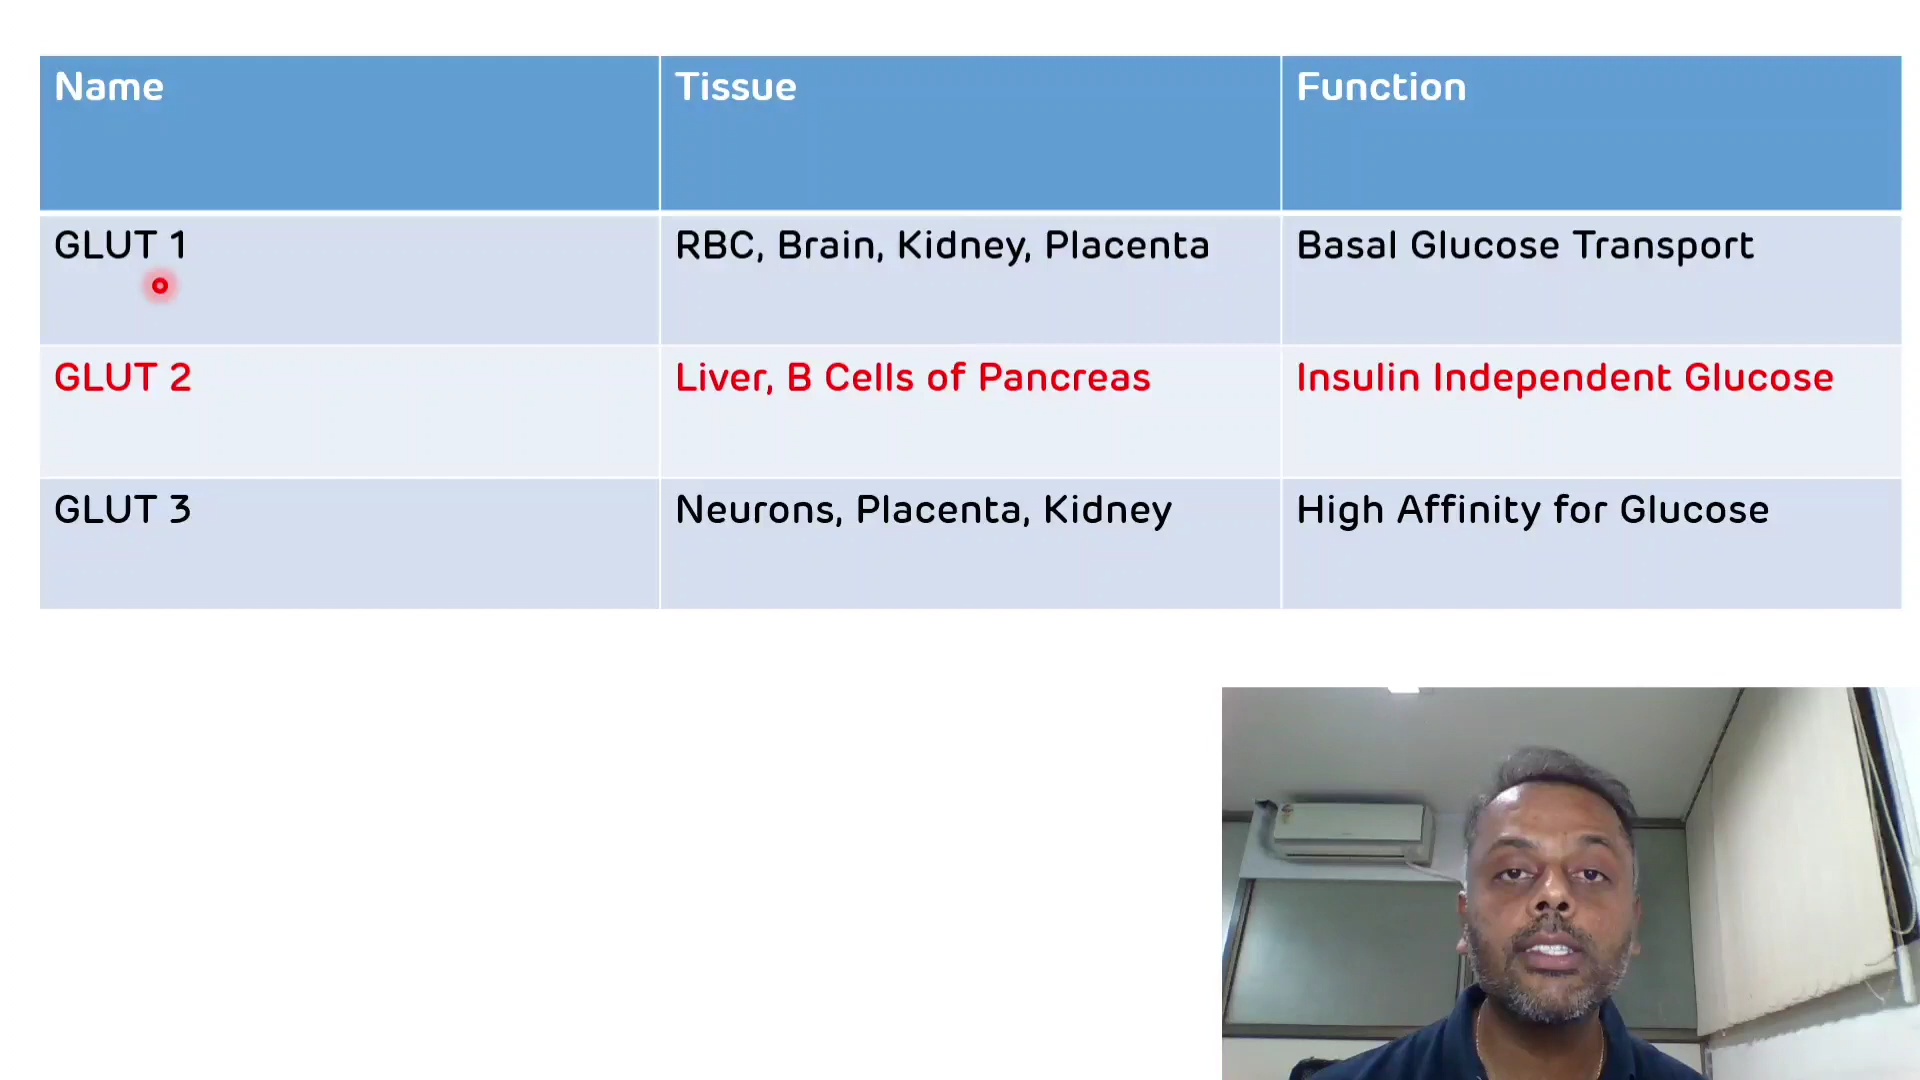 Name Tissue Function
GLUT 1 RBC, Brain, Kidney, Placenta Basal Glucose Transport
GLUT 2 Liver, B Cells of Pancreas Insulin Independent Glucose
GLUT 3 Neurons, Placenta, Kidney High Affinity for Glucose